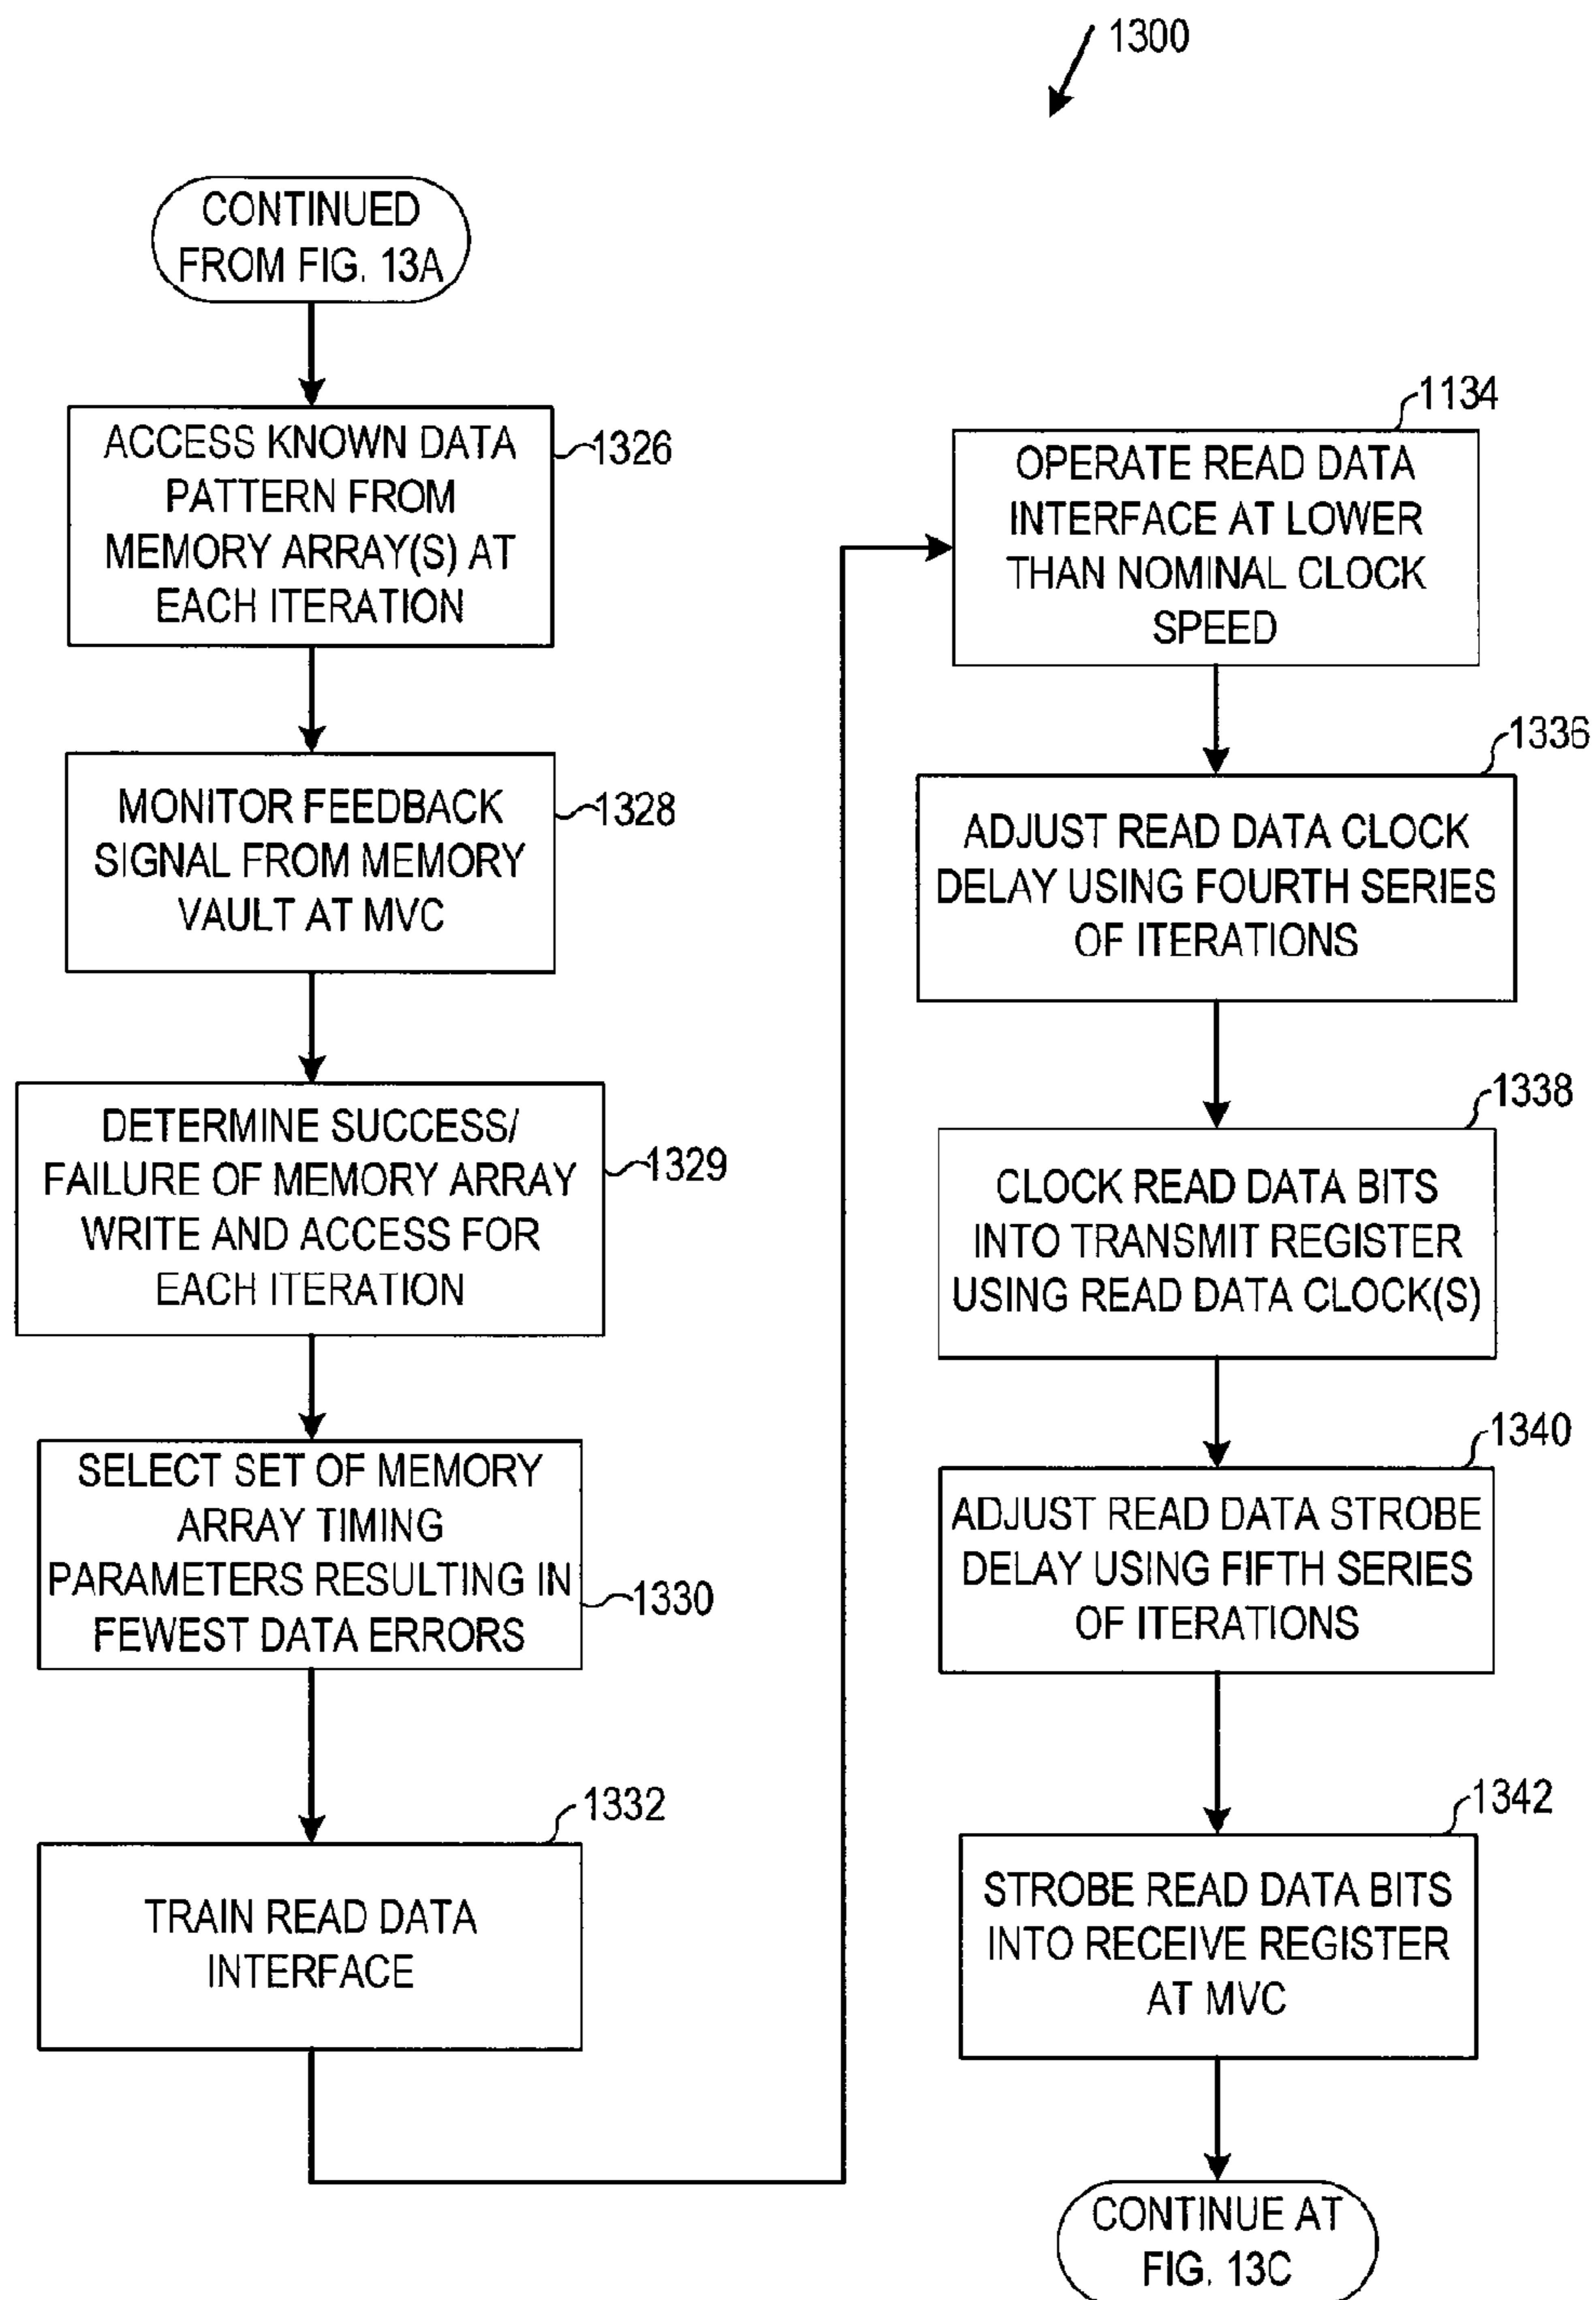 1300
CONTINUED
FROM FIG. 13A
ACCESS KNOWN DATA
PATTERN FROM
MEMORY ARRAY(S) AT
EACH ITERATION
1326
MONITOR FEEDBACK
SIGNAL FROM MEMORY
VAULT AT MVC
1328
DETERMINE SUCCESS/
FAILURE OF MEMORY ARRAY
WRITE AND ACCESS FOR
EACH ITERATION
1329
SELECT SET OF MEMORY
ARRAY TIMING
PARAMETERS RESULTING IN
FEWEST DATA ERRORS
1330
1332
TRAIN READ DATA
INTERFACE
1134
OPERATE READ DATA
INTERFACE AT LOWER
THAN NOMINAL CLOCK
SPEED
1336
ADJUST READ DATA CLOCK
DELAY USING FOURTH SERIES
OF ITERATIONS
1338
CLOCK READ DATA BITS
INTO TRANSMIT REGISTER
USING READ DATA CLOCK(S)
1340
ADJUST READ DATA STROBE
DELAY USING FIFTH SERIES
OF ITERATIONS
1342
STROBE READ DATA BITS
INTO RECEIVE REGISTER
AT MVC
CONTINUE AT
FIG. 13C